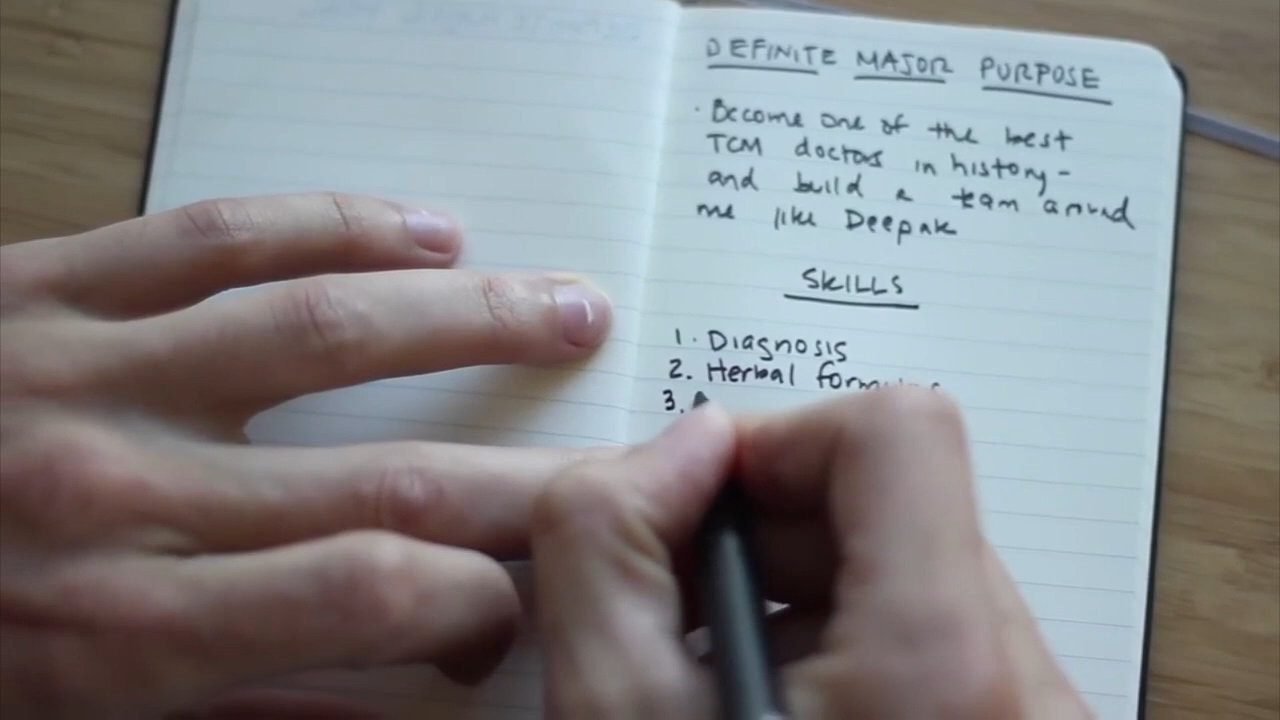 DEFINITE MAJOR PURPOSE
· Become one of the best
TCM doctors in history-
and build a team around
me like Deepak
SKILLS
1. Diagnosis
2. Herbal
3.